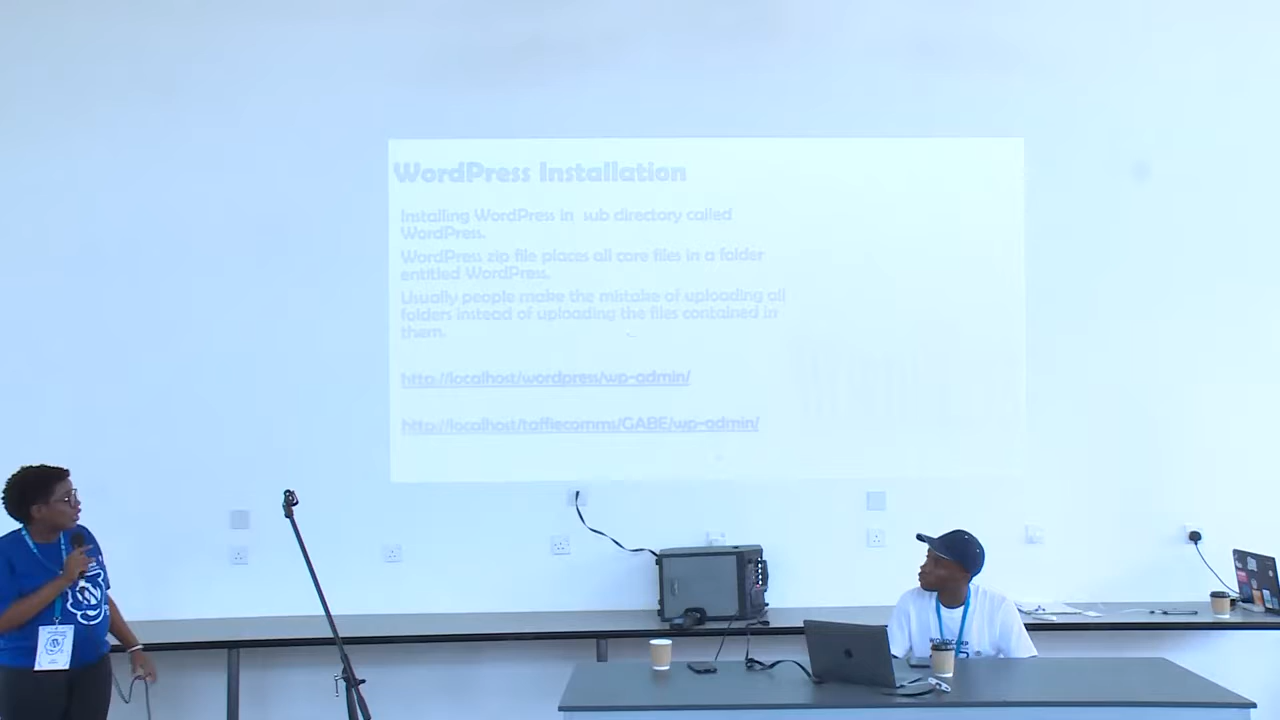 WordPress Installation
Installing WordPress in sub directory called
WordPress.
WordPress zip file places all core files in a folder
entitled WordPress.
Usually people make the mistake of uploading all
folders instead of uploading the files contained in
them.
http://localhost/wordpress/wp-admin/
http://localhost/taffiecomms/GABE/wp-admin/
WORDCAMP